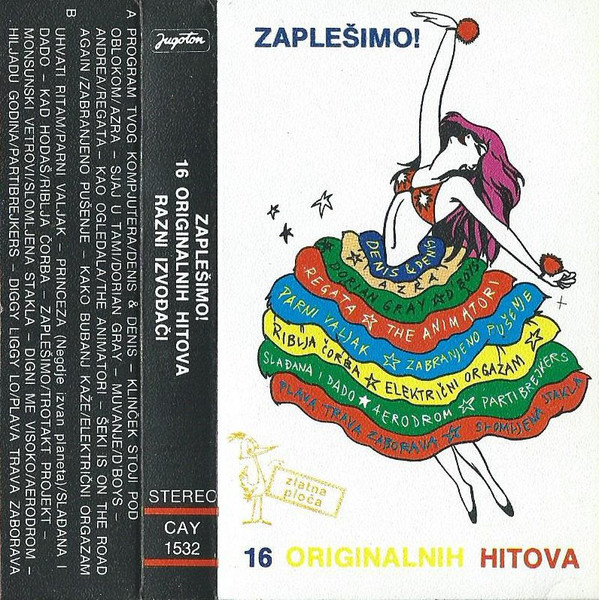 A PROGRAM TVOG KOMPJUTERA/DENIS & DENIS – KLINČEK STOJI POD
OBLOKOM/AZRA – SJAJ U TAMI/DORIAN GRAY – MUVANJE/D'BOYS –
ANDREA/REGATA – KAO OGLEDALA/THE ANIMATORI – ŠEKI IS ON THE ROAD
AGAIN/ZABRANJENO PUŠENJE – KAKO BUBANJ KAŽE/ELEKTRIČNI ORGAZAM
B UHVATI RITAM/PARNI VALJAK – PRINCEZA (Negdje izvan planeta)/SLAĐANA I
DADO – KAD HODAŠ/RIBLJA ČORBA – ZAPLEŠIMO/TROTAKT PROJEKT –
MONSUNSKI VETROVI/SLOMLJENA STAKLA – DIGNI ME VISOKO/AERODROM –
HILJADU GODINA/PARTIBREJKERS – DIGGY LIGGY LO/PLAVA TRAVA ZABORAVA
Jugoton
ZAPLEŠIMO!
16 ORIGINALNIH HITOVA
RAZNI IZVOĐAČI
STEREO
CAY
1532
ZAPLEŠIMO!
DENIS & DENIS
AZRA
DORIAN GRAY D'BOYS
REGATA THE ANIMATORI
PARNI VALJAK ZABRANJENO PUŠENJE
RIBLJA ČORBA ELEKTRIČNI ORGAZAM
SLAĐANA I DADO AERODROM PARTIBREJKERS
PLAVA TRAVA ZABORAVA SLOMLJENA STAKLA
zlatna
ploča
16 ORIGINALNIH HITOVA